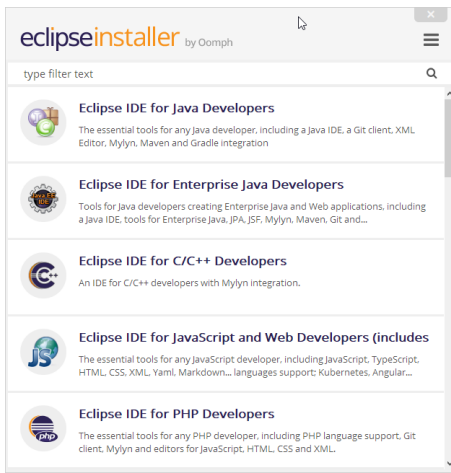 eclipseinstaller by Oomph
type filter text
Eclipse IDE for Java Developers
The essential tools for any Java developer, including a Java IDE, a Git client, XML
Editor, Mylyn, Maven and Gradle integration
JAVA EE
IDE
Eclipse IDE for Enterprise Java Developers
Tools for Java developers creating Enterprise Java and Web applications, including
a Java IDE, tools for Enterprise Java, JPA, JSF, Mylyn, Maven, Git and...
C++
Eclipse IDE for C/C++ Developers
An IDE for C/C++ developers with Mylyn integration.
JS
Eclipse IDE for JavaScript and Web Developers (includes
The essential tools for any JavaScript developer, including JavaScript, TypeScript,
HTML, CSS, XML, Yaml, Markdown... languages support; Kubernetes, Angular...
php
Eclipse IDE for PHP Developers
The essential tools for any PHP developer, including PHP language support, Git
client, Mylyn and editors for JavaScript, HTML, CSS and XML.